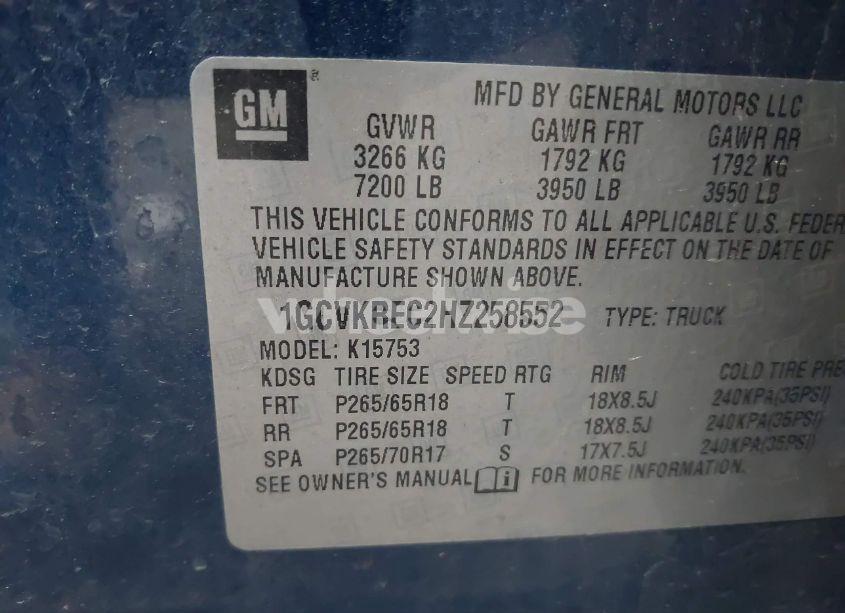 GM
MFD BY GENERAL MOTORS LLC
GVWR GAWR FRT GAWR RR
3266 KG 1792 KG 1792 KG
7200 LB 3950 LB 3950 LB
THIS VEHICLE CONFORMS TO ALL APPLICABLE U.S. FEDER
VEHICLE SAFETY STANDARDS IN EFFECT ON THE DATE OF
MANUFACTURE SHOWN ABOVE.
1GCVKREC2HZ258552 TYPE: TRUCK
MODEL: K15753
KDSG TIRE SIZE SPEED RTG RIM COLD TIRE PRE
FRT P265/65R18 T 18X8.5J 240KPA(35PSI)
RR P265/65R18 T 18X8.5J 240KPA(35PSI)
SPA P265/70R17 S 17X7.5J 240KPA(35PSI)
SEE OWNER'S MANUAL i FOR MORE INFORMATION.